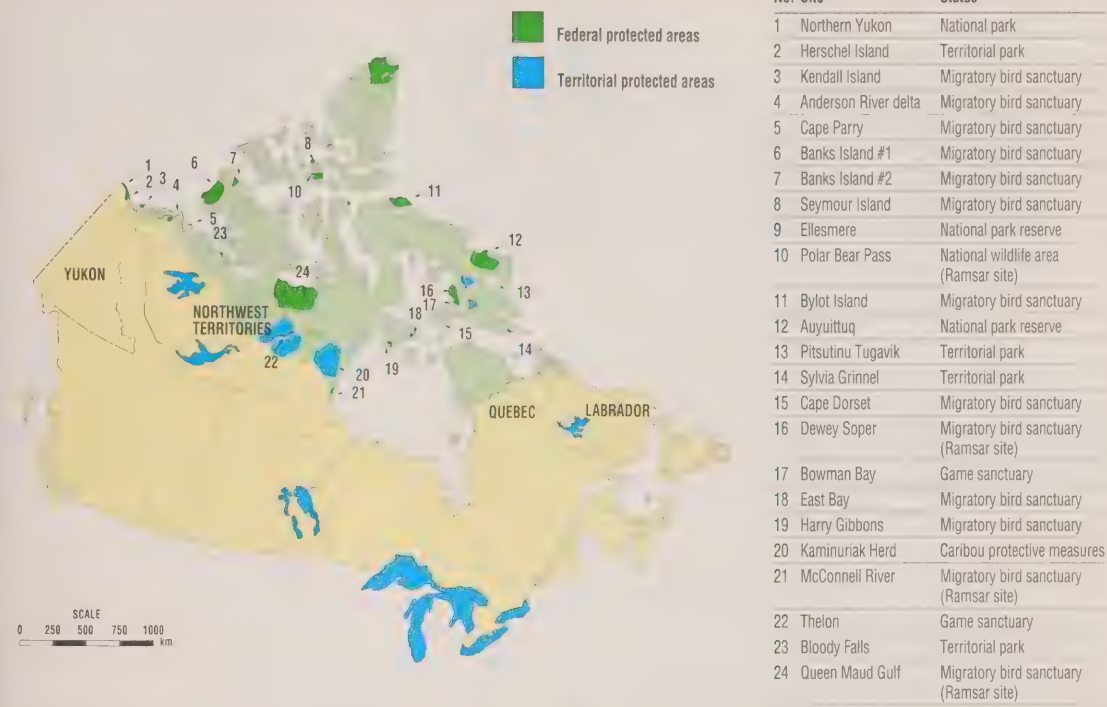 Federal protected areas
Territorial protected areas
1
2
3
4
5
23
6
7
8
10
11
12
13
14
15
16
17
18
19
20
21
22
24
YUKON
NORTHWEST
TERRITORIES
QUEBEC
LABRADOR
SCALE
0 250 500 750 1000
km
No. Site Status
1 Northern Yukon National park
2 Herschel Island Territorial park
3 Kendall Island Migratory bird sanctuary
4 Anderson River delta Migratory bird sanctuary
5 Cape Parry Migratory bird sanctuary
6 Banks Island #1 Migratory bird sanctuary
7 Banks Island #2 Migratory bird sanctuary
8 Seymour Island Migratory bird sanctuary
9 Ellesmere National park reserve
10 Polar Bear Pass National wildlife area
(Ramsar site)
11 Bylot Island Migratory bird sanctuary
12 Auyuittuq National park reserve
13 Pitsutinu Tugavik Territorial park
14 Sylvia Grinnel Territorial park
15 Cape Dorset Migratory bird sanctuary
16 Dewey Soper Migratory bird sanctuary
(Ramsar site)
17 Bowman Bay Game sanctuary
18 East Bay Migratory bird sanctuary
19 Harry Gibbons Migratory bird sanctuary
20 Kaminuriak Herd Caribou protective measures
21 McConnell River Migratory bird sanctuary
(Ramsar site)
22 Thelon Game sanctuary
23 Bloody Falls Territorial park
24 Queen Maud Gulf Migratory bird sanctuary
(Ramsar site)